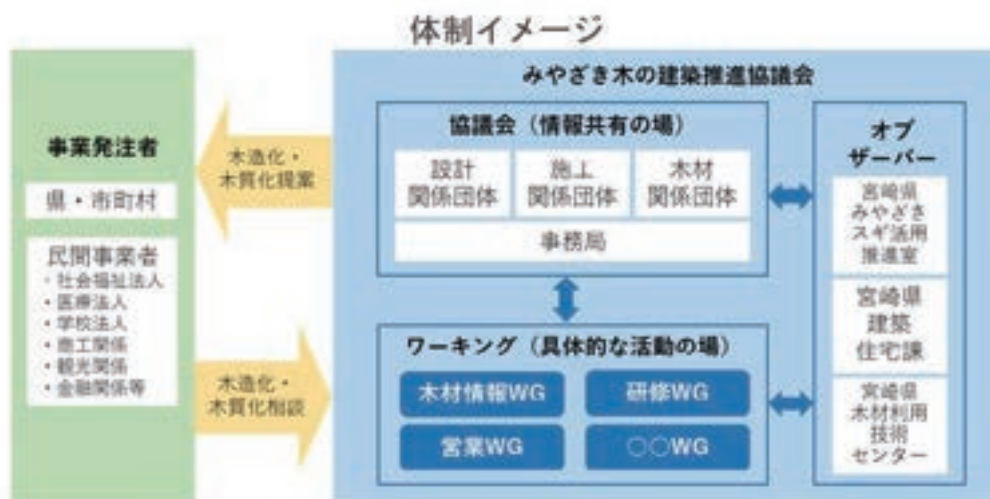 体制イメージ
事業発注者
県・市町村
民間事業者
・社会福祉法人
・医療法人
・学校法人
・商工関係
・観光関係
・金融関係等
木造化・
木質化提案
木造化・
木質化相談
みやざき木の建築推進協議会
協議会（情報共有の場）
設計
関係団体
施工
関係団体
木材
関係団体
事務局
ワーキング（具体的な活動の場）
木材情報WG
研修WG
営業WG
○○WG
オブ
ザーバー
宮崎県
みやざき
スギ活用
推進室
宮崎県
建築
住宅課
宮崎県
木材利用
技術
センター